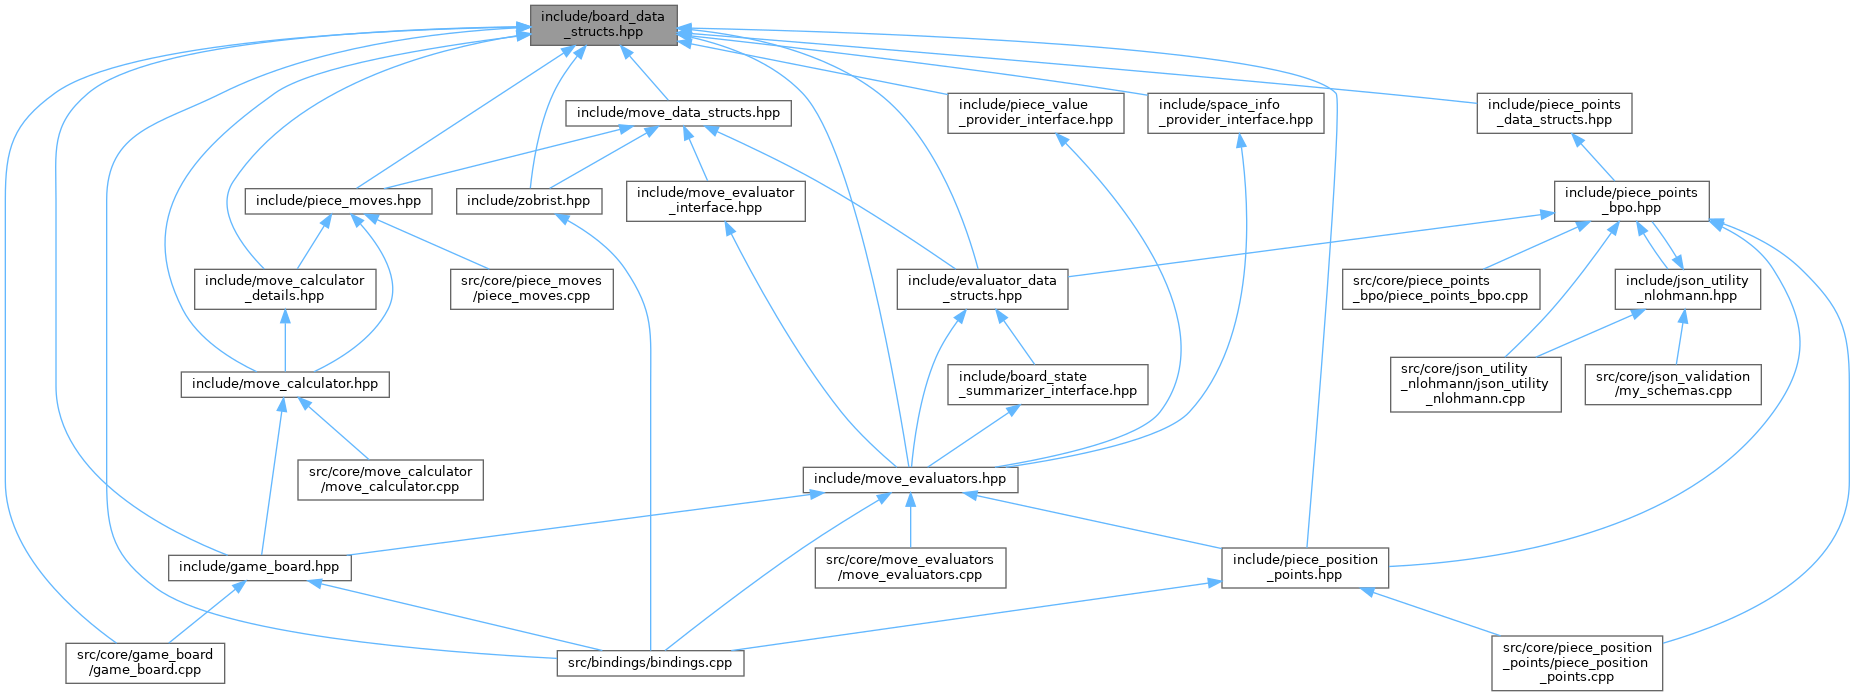 include/board_data
_structs.hpp
include/move_data_structs.hpp
include/piece_value
_provider_interface.hpp
include/space_info
_provider_interface.hpp
include/piece_points
_data_structs.hpp
include/piece_moves.hpp
include/zobrist.hpp
include/move_evaluator
_interface.hpp
include/piece_points
_bpo.hpp
include/move_calculator
_details.hpp
src/core/piece_moves
/piece_moves.cpp
include/evaluator_data
_structs.hpp
src/core/piece_points
_bpo/piece_points_bpo.cpp
include/json_utility
_nlohmann.hpp
include/move_calculator.hpp
include/board_state
_summarizer_interface.hpp
src/core/json_utility
_nlohmann/json_utility
_nlohmann.cpp
src/core/json_validation
/my_schemas.cpp
src/core/move_calculator
/move_calculator.cpp
include/move_evaluators.hpp
include/game_board.hpp
src/core/move_evaluators
/move_evaluators.cpp
include/piece_position
_points.hpp
src/core/game_board
/game_board.cpp
src/bindings/bindings.cpp
src/core/piece_position
_points/piece_position
_points.cpp